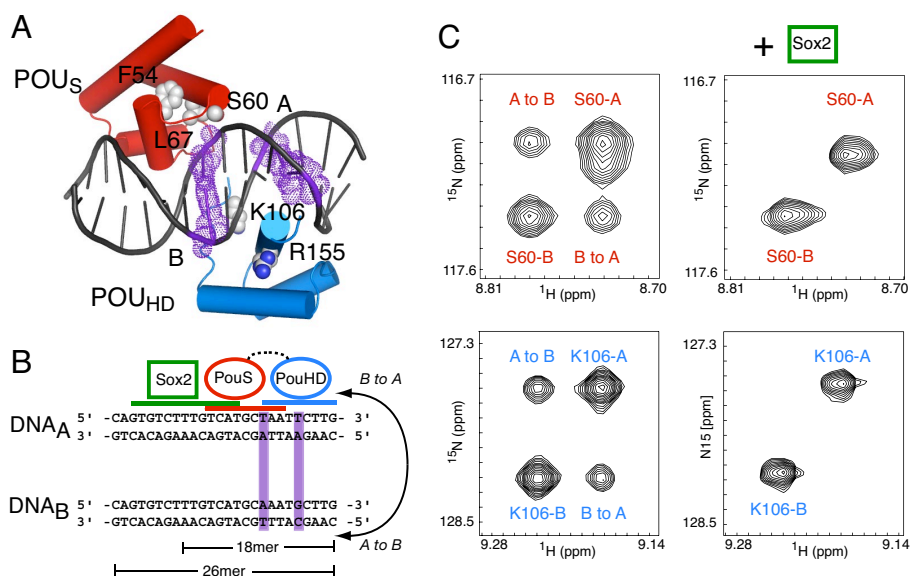 A
POUS
F54
S60
A
L67
K106
B
R155
POUHD
B
Sox2
PouS
PouHD
B to A
5' -CAGTGTCTTTGTCATGCTAATTCTTG- 3'
DNAA
3' -GTCACAGAAACAGTACGATTAAGAAC- 5'
5' -CAGTGTCTTTGTCATGCAAATGCTTG- 3'
DNAB
3' -GTCACAGAAACAGTACGTTTACGAAC -5'
A to B
18mer
26mer
C
+ Sox2
116.7
A to B S60-A
15N (ppm)
S60-B B to A
117.6
8.81 8.70
1H (ppm)
116.7
S60-A
15N (ppm)
S60-B
117.6
8.81 8.70
1H (ppm)
127.3
A to B K106-A
15N (ppm)
K106-B B to A
128.5
9.28 9.14
1H (ppm)
127.3
K106-A
N15 [ppm]
K106-B
128.5
9.28 9.14
1H (ppm)